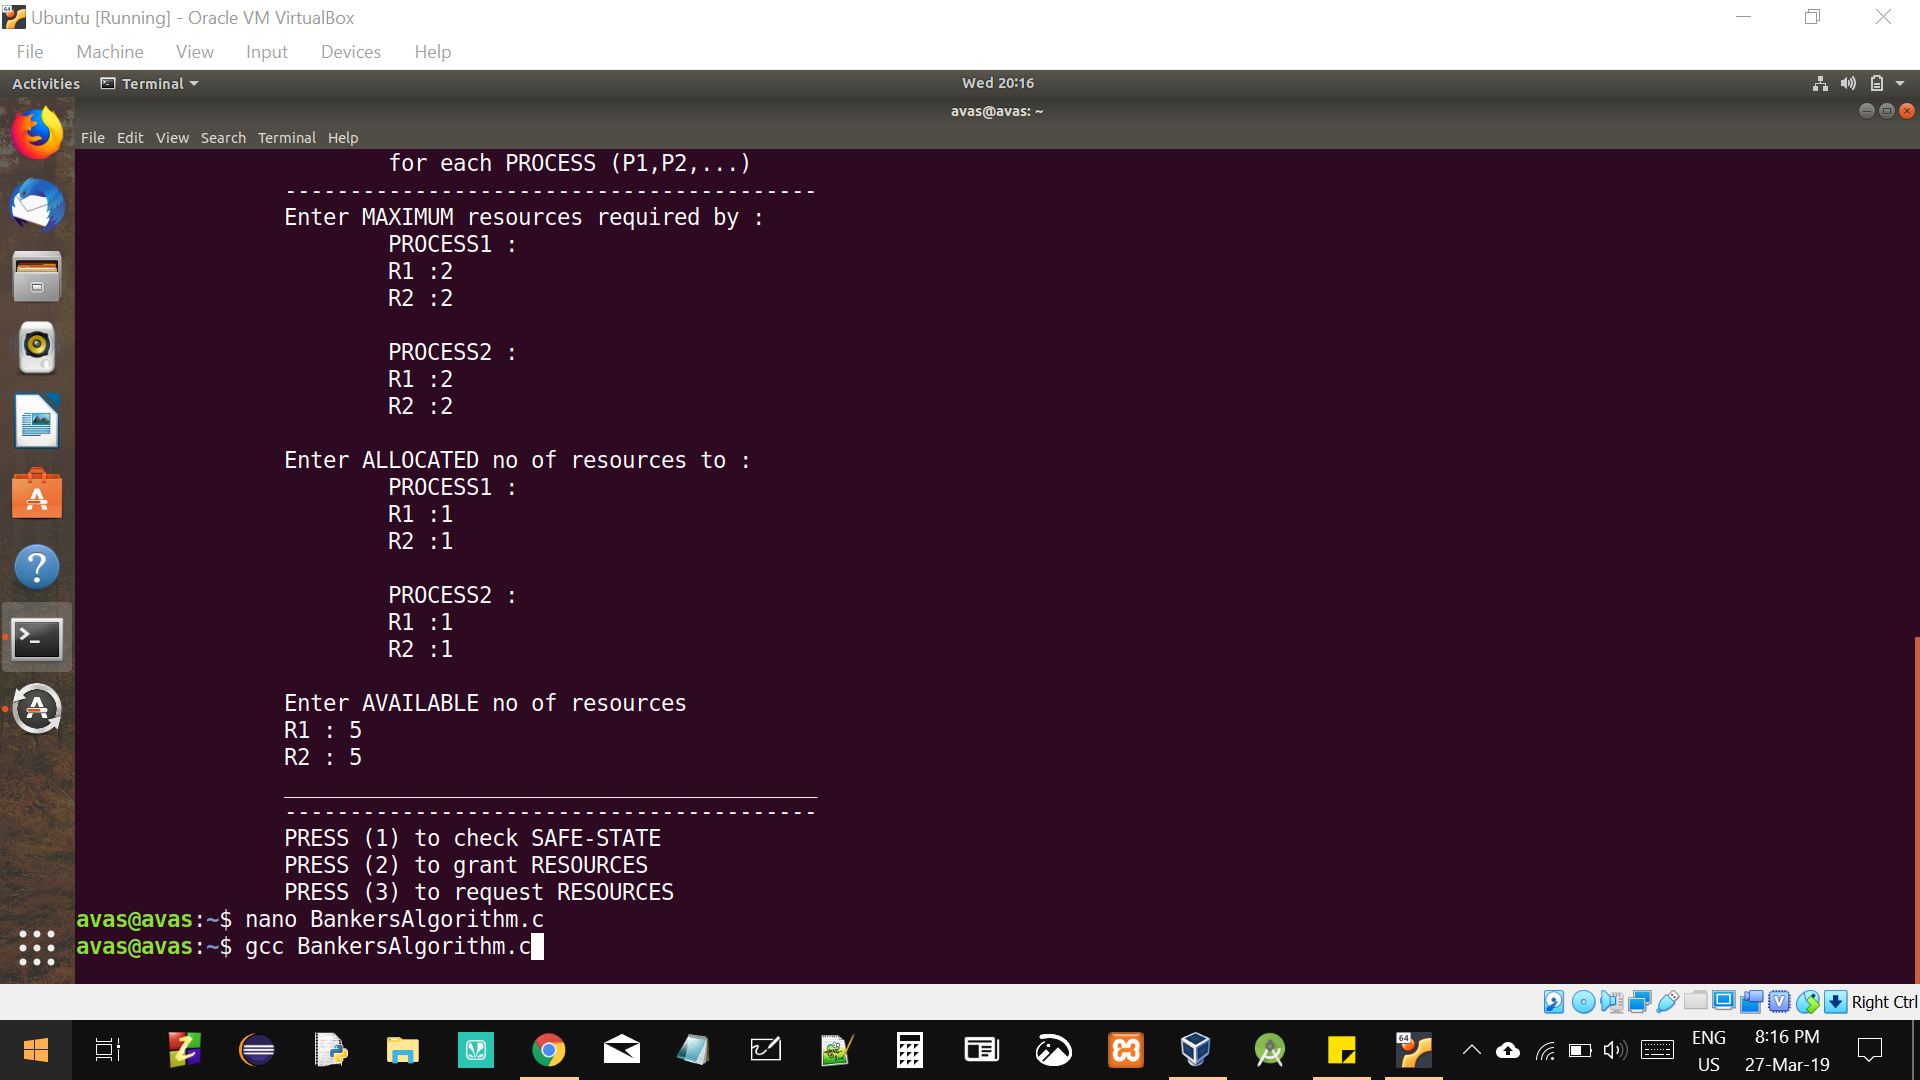 Ubuntu [Running] - Oracle VM VirtualBox
File Machine View Input Devices Help
Activities Terminal Wed 20:16
avas@avas: ~
File Edit View Search Terminal Help
for each PROCESS (P1,P2,...)
-----------------------------------------
Enter MAXIMUM resources required by :
PROCESS1 :
R1 :2
R2 :2
PROCESS2 :
R1 :2
R2 :2
Enter ALLOCATED no of resources to :
PROCESS1 :
R1 :1
R2 :1
PROCESS2 :
R1 :1
R2 :1
Enter AVAILABLE no of resources
R1 : 5
R2 : 5
_________________________________________
-----------------------------------------
PRESS (1) to check SAFE-STATE
PRESS (2) to grant RESOURCES
PRESS (3) to request RESOURCES
avas@avas:~$ nano BankersAlgorithm.c
avas@avas:~$ gcc BankersAlgorithm.c
Right Ctrl
ENG 8:16 PM
US 27-Mar-19